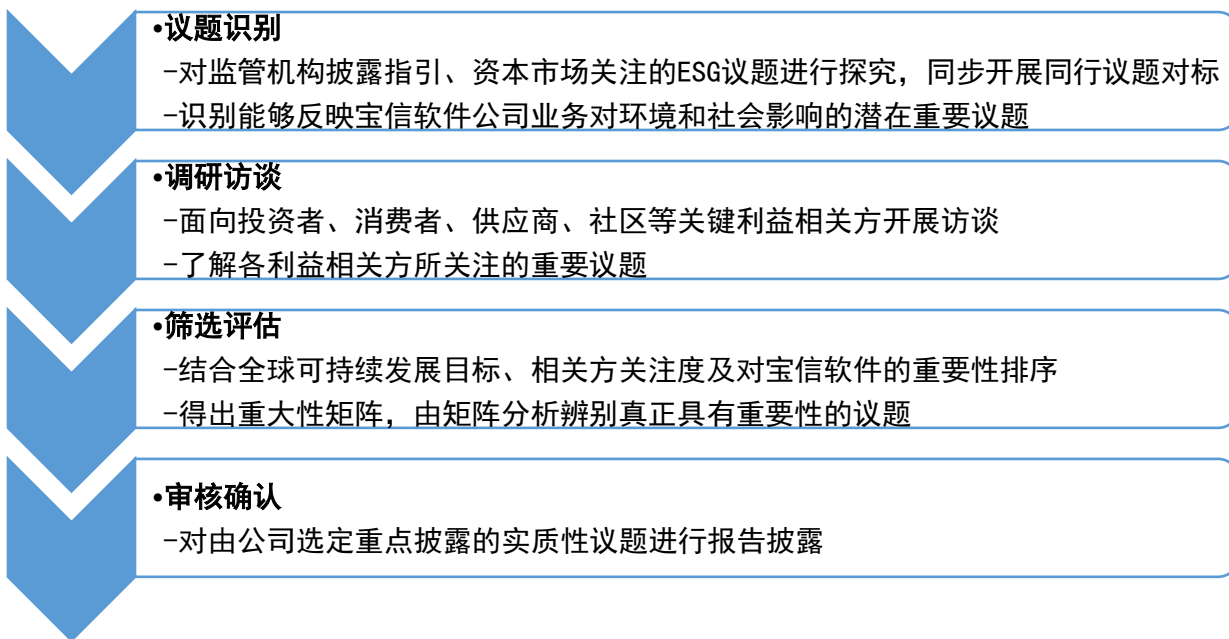 •议题识别
-对监管机构披露指引、资本市场关注的ESG议题进行探究，同步开展同行议题对标
-识别能够反映宝信软件公司业务对环境和社会影响的潜在重要议题
•调研访谈
-面向投资者、消费者、供应商、社区等关键利益相关方开展访谈
-了解各利益相关方所关注的重要议题
•筛选评估
-结合全球可持续发展目标、相关方关注度及对宝信软件的重要性排序
-得出重大性矩阵，由矩阵分析辨别真正具有重要性的议题
•审核确认
-对由公司选定重点披露的实质性议题进行报告披露